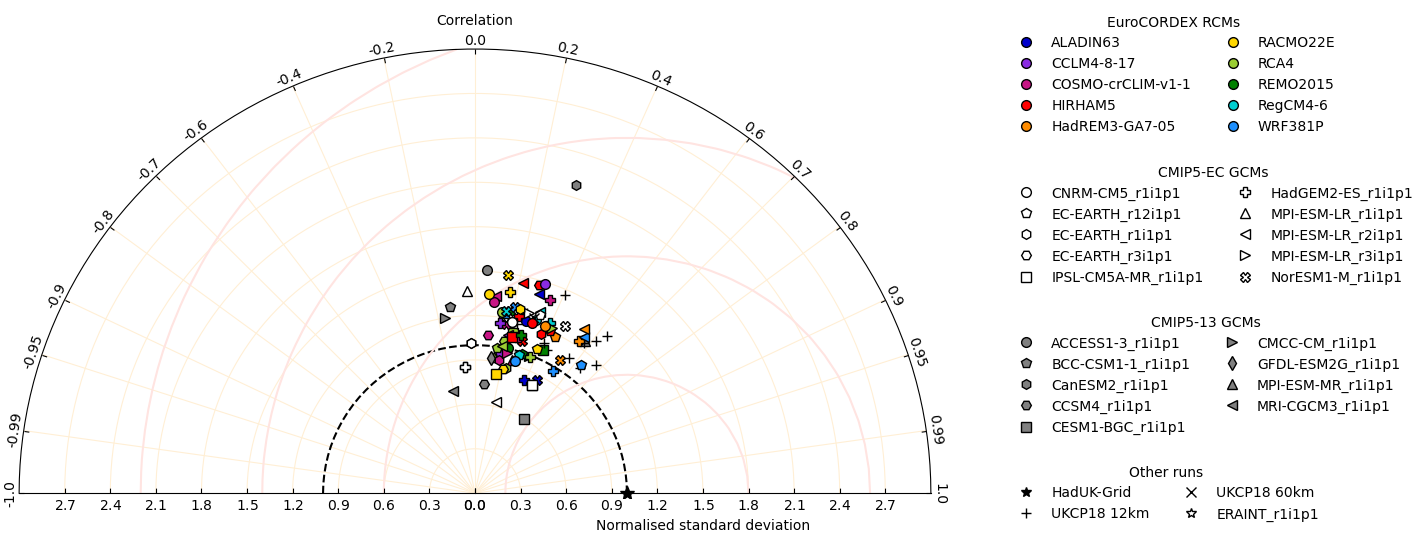 Correlation
0.0
-0.2
0.2
-0.4
0.4
-0.6
0.6
-0.7
0.7
-0.8
0.8
-0.9
0.9
-0.95
0.95
-0.99
0.99
-1.0
1.0
2.7 2.4 2.1 1.8 1.5 1.2 0.9 0.6 0.3 0.0 0.3 0.6 0.9 1.2 1.5 1.8 2.1 2.4 2.7
Normalised standard deviation
EuroCORDEX RCMs
ALADIN63
CCLM4-8-17
COSMO-crCLIM-v1-1
HIRHAM5
HadREM3-GA7-05
RACMO22E
RCA4
REMO2015
RegCM4-6
WRF381P
CMIP5-EC GCMs
CNRM-CM5_r1i1p1
EC-EARTH_r12i1p1
EC-EARTH_r1i1p1
EC-EARTH_r3i1p1
IPSL-CM5A-MR_r1i1p1
HadGEM2-ES_r1i1p1
MPI-ESM-LR_r1i1p1
MPI-ESM-LR_r2i1p1
MPI-ESM-LR_r3i1p1
NorESM1-M_r1i1p1
CMIP5-13 GCMs
ACCESS1-3_r1i1p1
BCC-CSM1-1_r1i1p1
CanESM2_r1i1p1
CCSM4_r1i1p1
CESM1-BGC_r1i1p1
CMCC-CM_r1i1p1
GFDL-ESM2G_r1i1p1
MPI-ESM-MR_r1i1p1
MRI-CGCM3_r1i1p1
Other runs
HadUK-Grid
UKCP18 12km
UKCP18 60km
ERAINT_r1i1p1